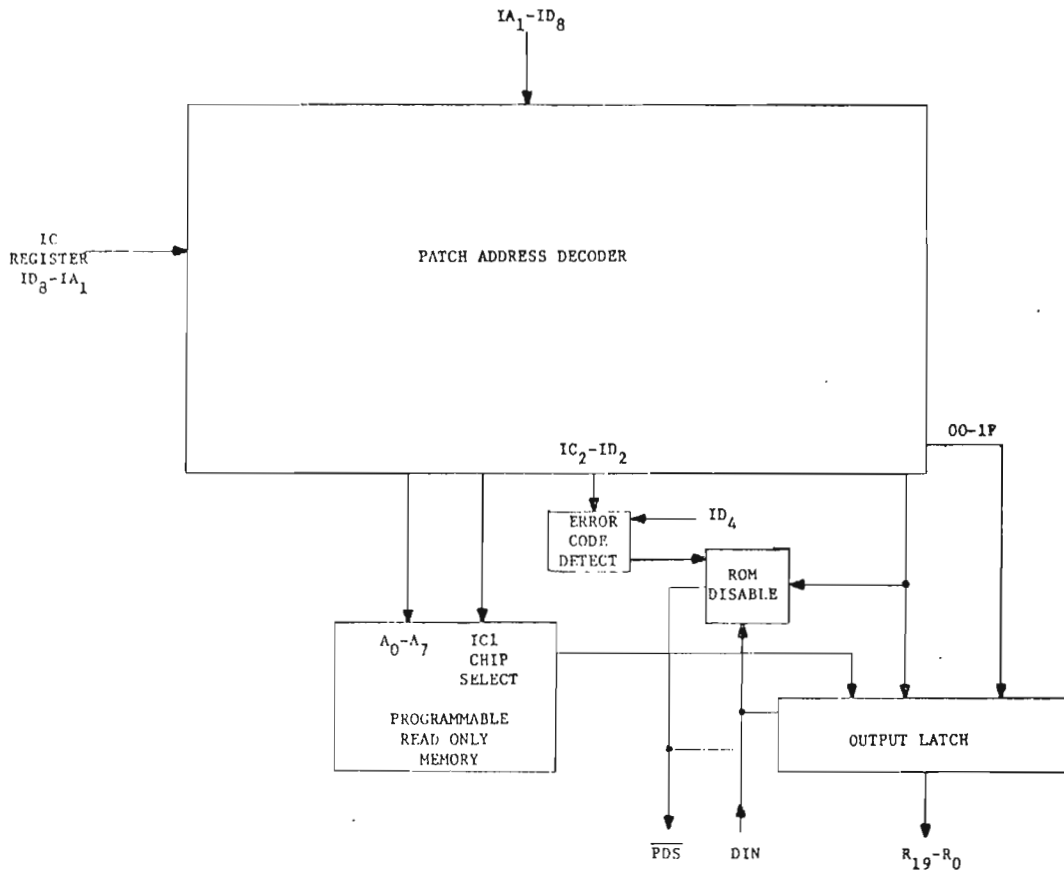 IA₁-ID₈
IC
REGISTER
ID₈-IA₁
PATCH ADDRESS DECODER
IC₂-ID₂
00-1F
ERROR
CODE
DETECT
ID₄
ROM
DISABLE
A₀-A₇
IC1
CHIP
SELECT
PROGRAMMABLE
READ ONLY
MEMORY
OUTPUT LATCH
PDS
DIN
R₁₉-R₀